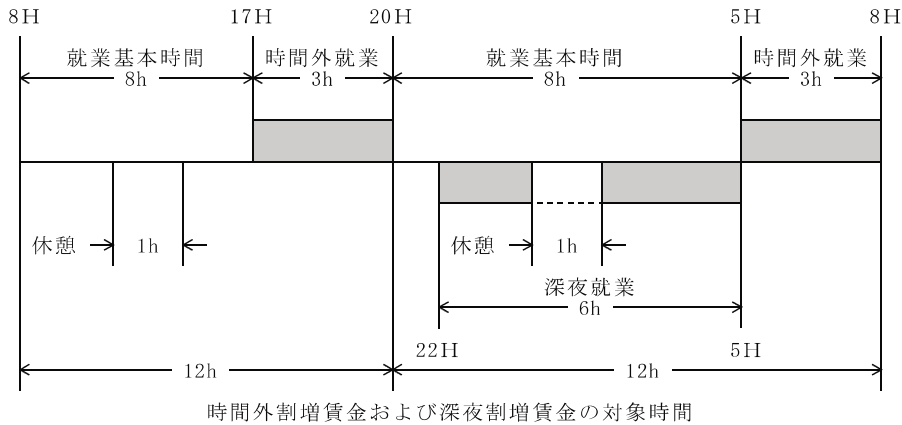 8H 17H 20H 5H 8H
就業基本時間 時間外就業 就業基本時間 時間外就業
8h 3h 8h 3h
休憩 1h 休憩 1h
深夜就業
6h
22H 5H
12h 12h
時間外割増賃金および深夜割増賃金の対象時間